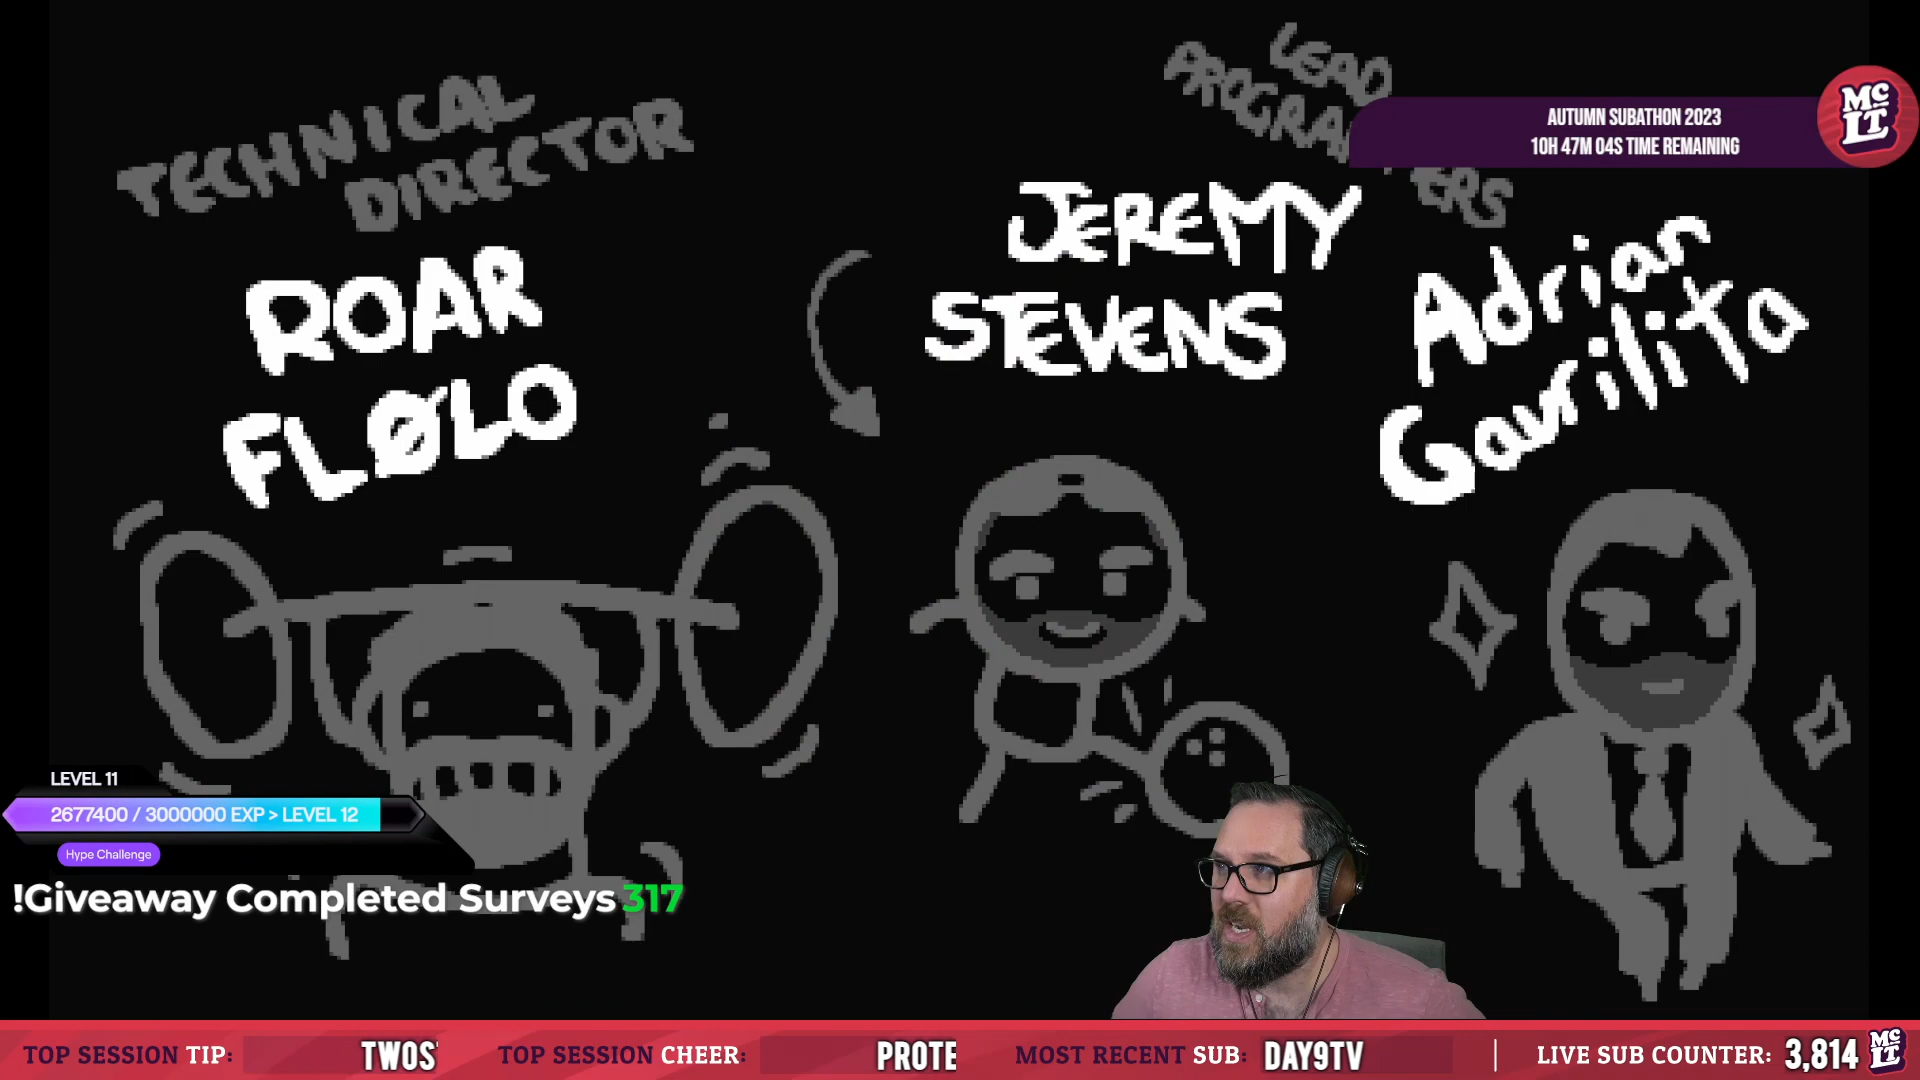 TECHNICAL
DIRECTOR
ROAR
FLØLO
LEAD
JEREMY
STEVENS
Adrian
Gavrilita
AUTUMN SUBATHON 2023
10H 47M 04S TIME REMAINING
McLT
LEVEL 11
2677400 / 3000000 EXP > LEVEL 12
Hype Challenge
!Giveaway Completed Surveys 317
TOP SESSION TIP: TWOS
TOP SESSION CHEER: PROTE
MOST RECENT SUB: DAY9TV
LIVE SUB COUNTER: 3,814
McLT